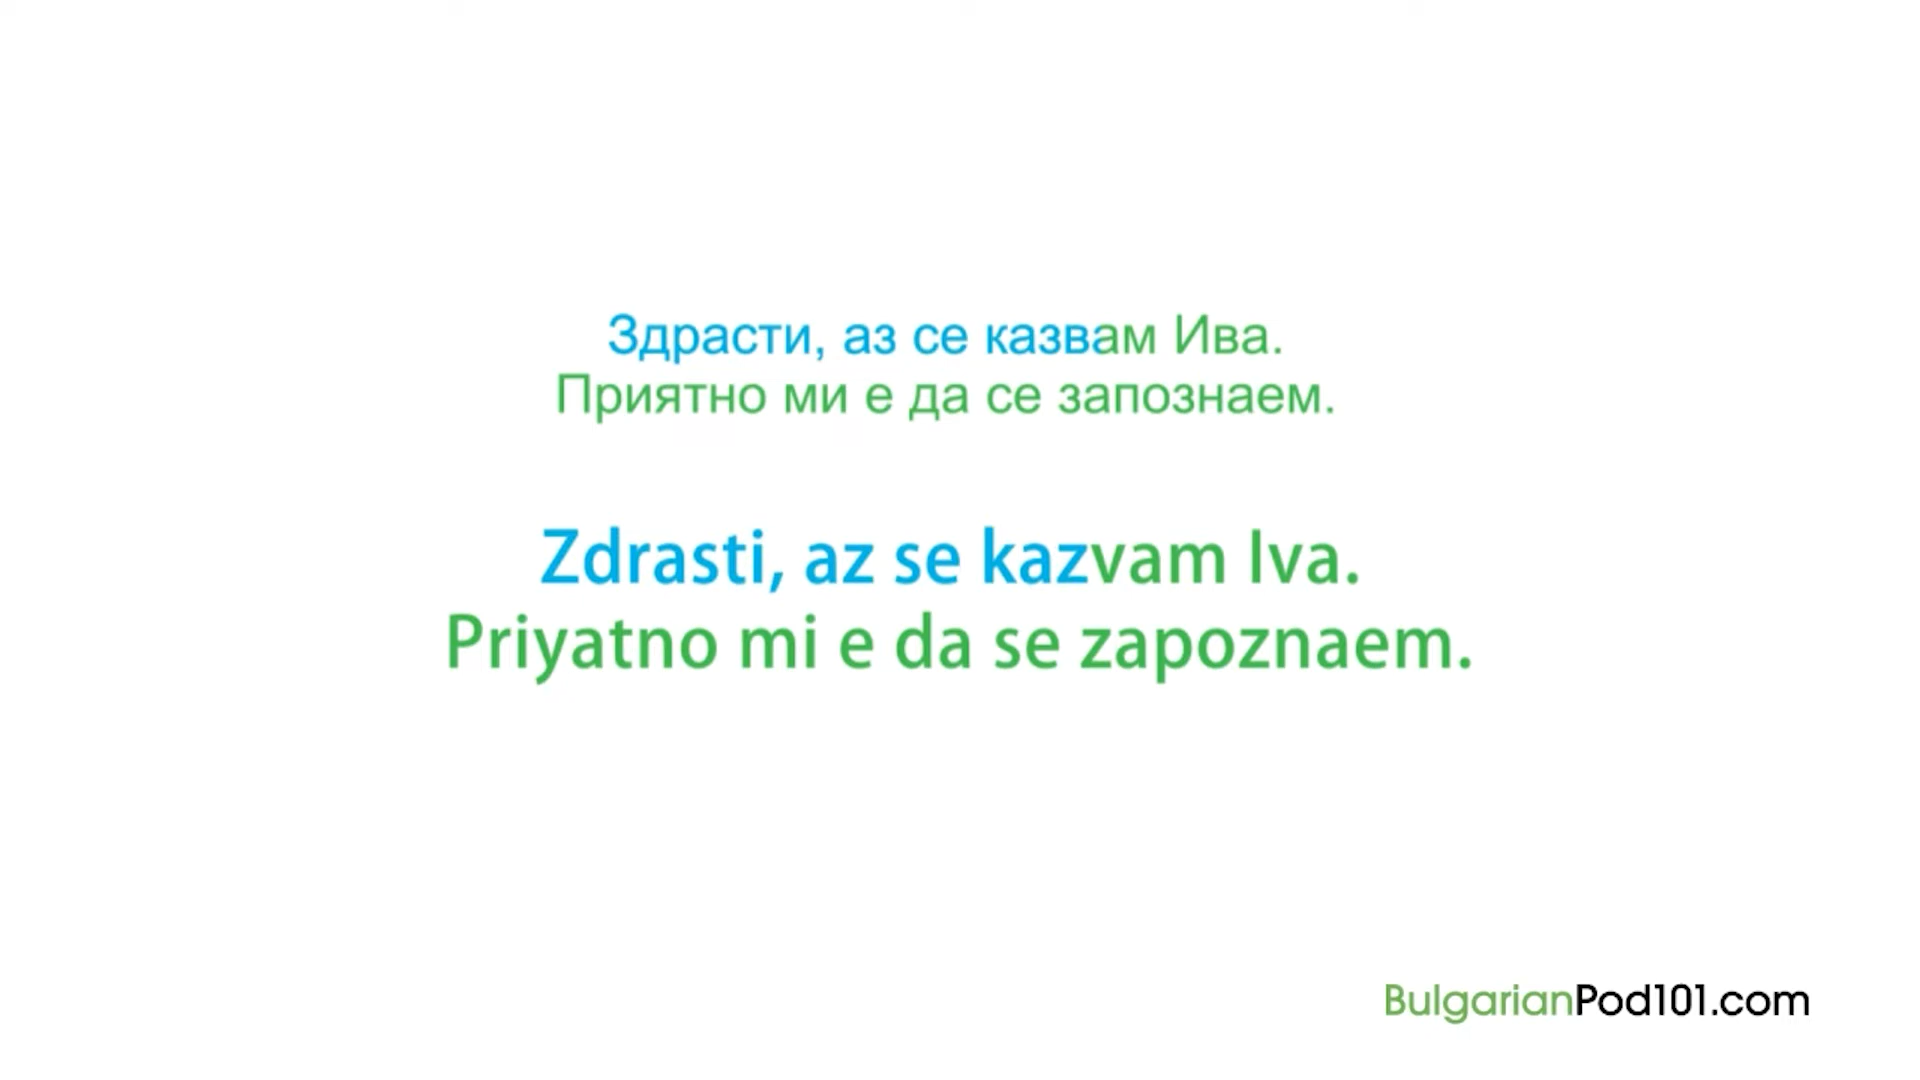 Здрасти, аз се казвам Ива.
Приятно ми е да се запознаем.
Zdrasti, az se kazvam Iva.
Priyatno mi e da se zapoznaem.
BulgarianPod101.com